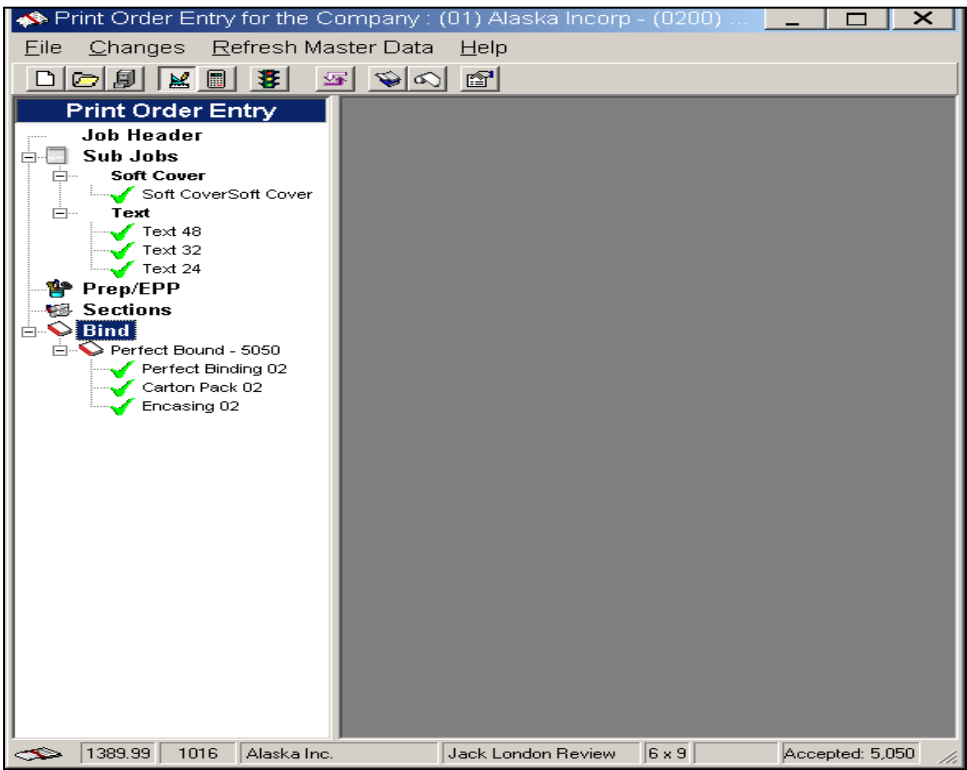 Print Order Entry for the Company : (01) Alaska Incorp - (0200) ...
File Changes Refresh Master Data Help
Print Order Entry
Job Header
Sub Jobs
Soft Cover
Soft CoverSoft Cover
Text
Text 48
Text 32
Text 24
Prep/EPP
Sections
Bind
Perfect Bound - 5050
Perfect Binding 02
Carton Pack 02
Encasing 02
1389.99 1016 Alaska Inc. Jack London Review 6 x 9 Accepted: 5,050